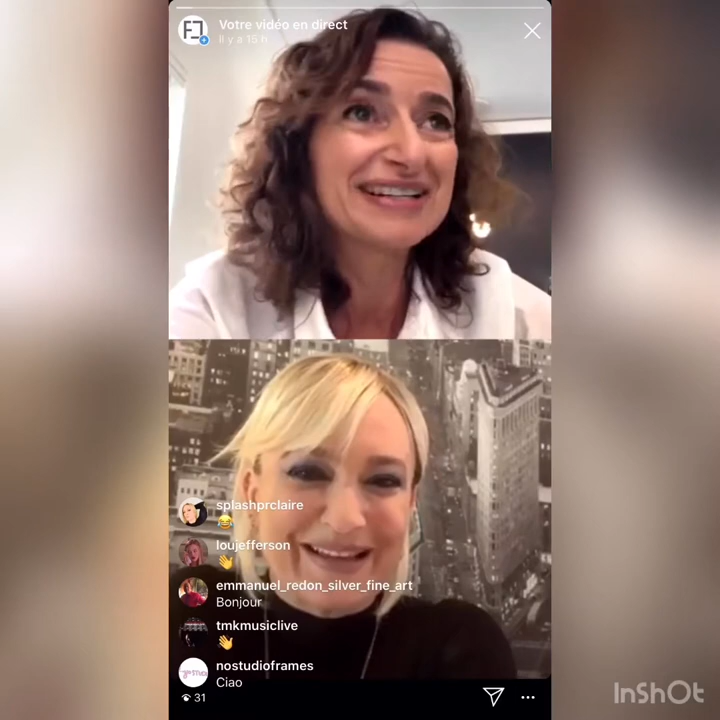 Votre vidéo en direct
Il y a 15 h
splashprclaire
😂
loujefferson
👋
emmanuel_redon_silver_fine_art
Bonjour
tmkmusiclive
👋
nostudioframes
Ciao
31
InShOt